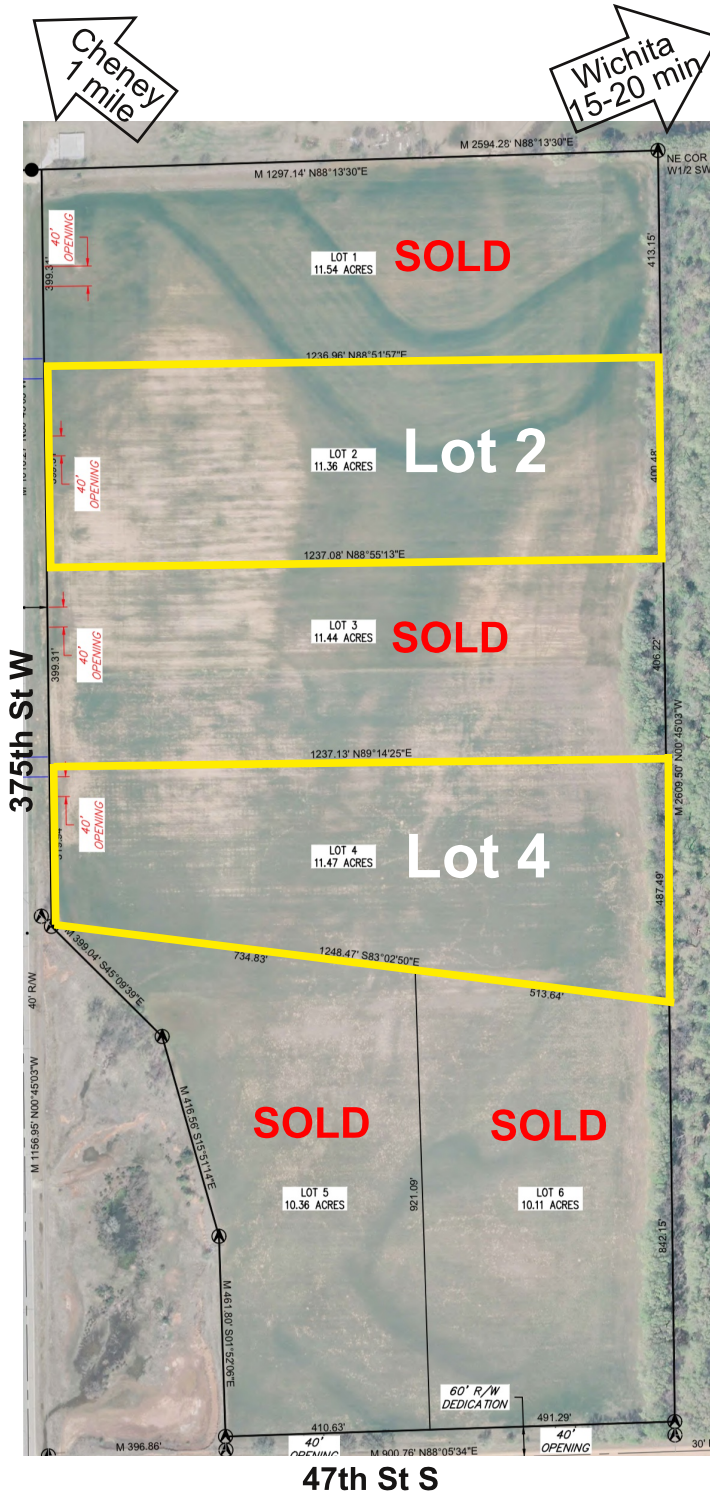 Cheney
1 mile
Wichita
15-20 min
M 2594.28' N88°13'30"E
NE COR
W1/2 SW
M 1297.14' N88°13'30"E
40'
OPENING
399.31'
LOT 1
11.54 ACRES
SOLD
413.15'
1236.96' N88°51'57"E
40'
OPENING
LOT 2
11.36 ACRES
Lot 2
400.48'
1237.08' N88°55'13"E
40'
OPENING
399.31'
LOT 3
11.44 ACRES
SOLD
406.22'
375th St W
1237.13' N89°14'25"E
M 2609.50' N00°45'03"W
40'
OPENING
LOT 4
11.47 ACRES
Lot 4
487.49'
M 399.04' S45°09'39"E
734.83'
1248.47' S83°02'50"E
513.64'
40' R/W
M 1156.95' N00°45'03"W
M 416.56' S15°51'14"E
SOLD
SOLD
LOT 5
10.36 ACRES
921.09'
LOT 6
10.11 ACRES
842.15'
M 461.80' S01°52'06"E
60' R/W
DEDICATION
410.63'
491.29'
M 396.86'
40'
OPENING
M 900.76' N88°05'34"E
40'
OPENING
30'
47th St S